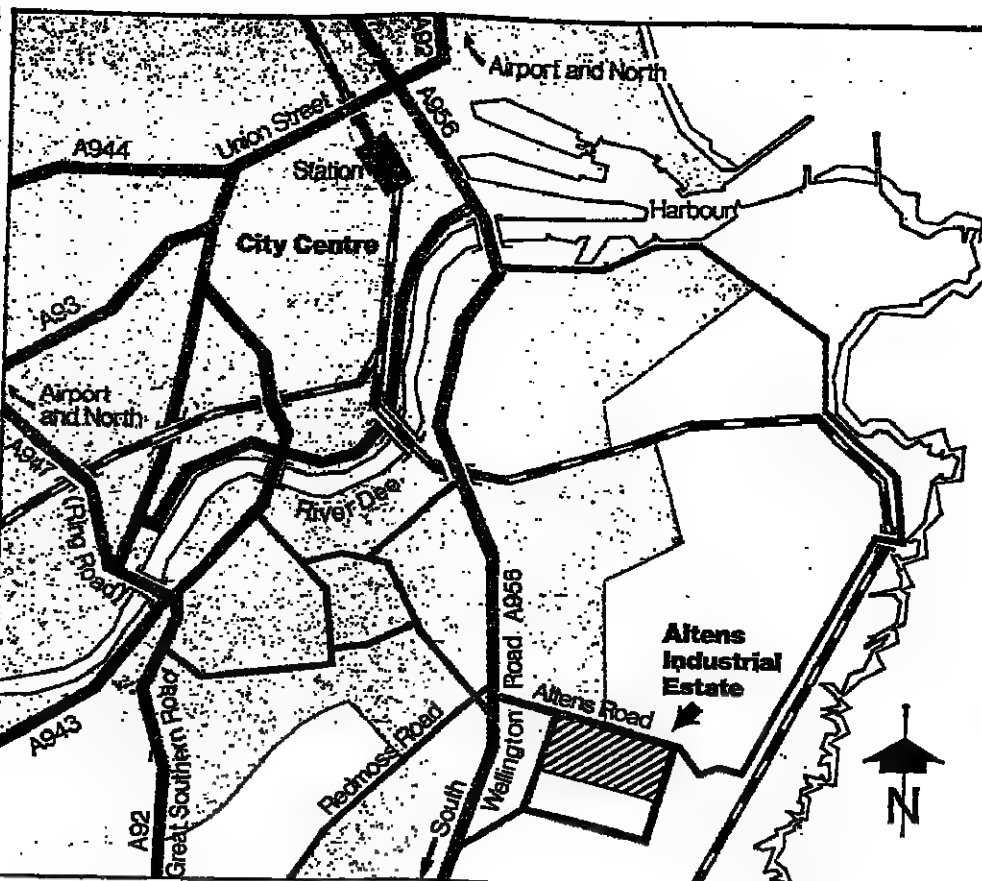 A92
Airport and North
A956
Union Street
A944
Station
Harbour
City Centre
A93
Airport
and North
A947
(Ring Road)
River Dee
A956
Altens
Industrial
Estate
Altens Road
Wellington Road
Redmoss Road
South
A943
A92
Great Southern Road
N